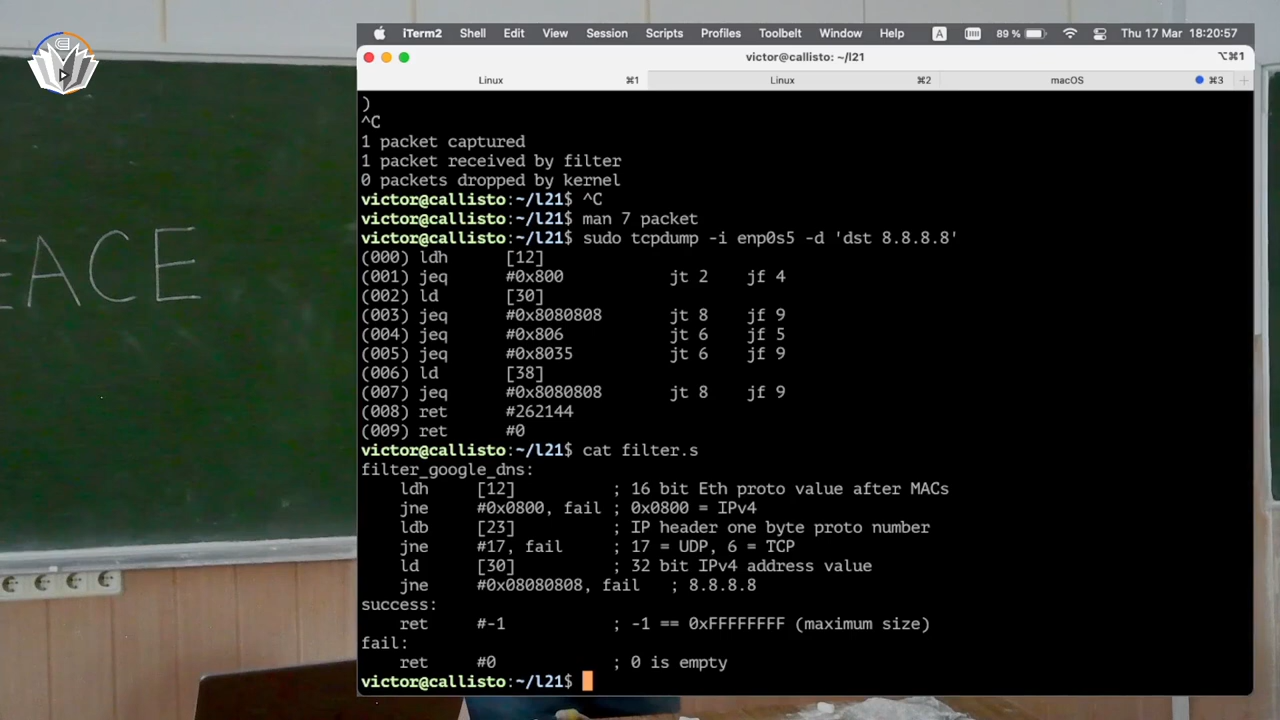 EACE
iTerm2 Shell Edit View Session Scripts Profiles Toolbelt Window Help A 89 % Thu 17 Mar 18:20:57
victor@callisto: ~/l21 ⌥⌘1
Linux ⌘1 Linux ⌘2 macOS ⌘3 +
)
^C
1 packet captured
1 packet received by filter
0 packets dropped by kernel
victor@callisto:~/l21$ ^C
victor@callisto:~/l21$ man 7 packet
victor@callisto:~/l21$ sudo tcpdump -i enp0s5 -d 'dst 8.8.8.8'
(000) ldh      [12]
(001) jeq      #0x800           jt 2    jf 4
(002) ld       [30]
(003) jeq      #0x8080808       jt 8    jf 9
(004) jeq      #0x806           jt 6    jf 5
(005) jeq      #0x8035          jt 6    jf 9
(006) ld       [38]
(007) jeq      #0x8080808       jt 8    jf 9
(008) ret      #262144
(009) ret      #0
victor@callisto:~/l21$ cat filter.s
filter_google_dns:
    ldh     [12]          ; 16 bit Eth proto value after MACs
    jne     #0x0800, fail ; 0x0800 = IPv4
    ldb     [23]          ; IP header one byte proto number
    jne     #17, fail     ; 17 = UDP, 6 = TCP
    ld      [30]          ; 32 bit IPv4 address value
    jne     #0x08080808, fail   ; 8.8.8.8
success:
    ret     #-1           ; -1 == 0xFFFFFFFF (maximum size)
fail:
    ret     #0            ; 0 is empty
victor@callisto:~/l21$